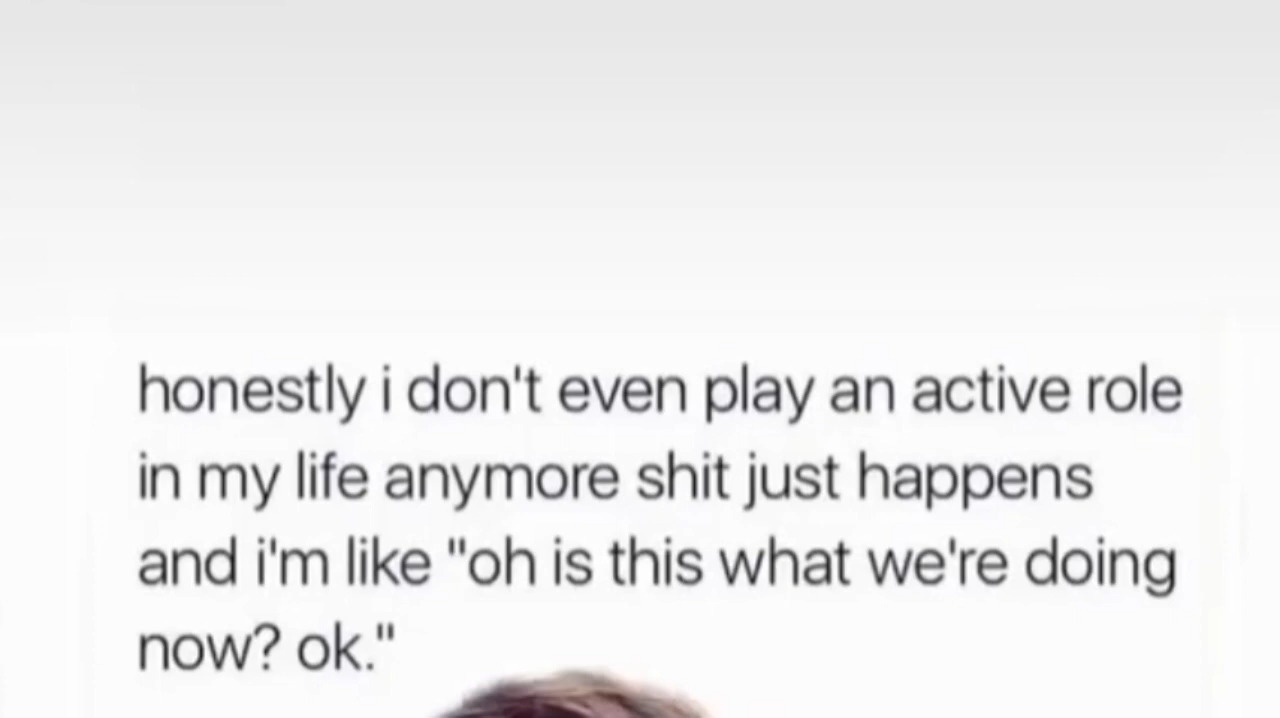 honestly i don't even play an active role
in my life anymore shit just happens
and i'm like "oh is this what we're doing
now? ok."